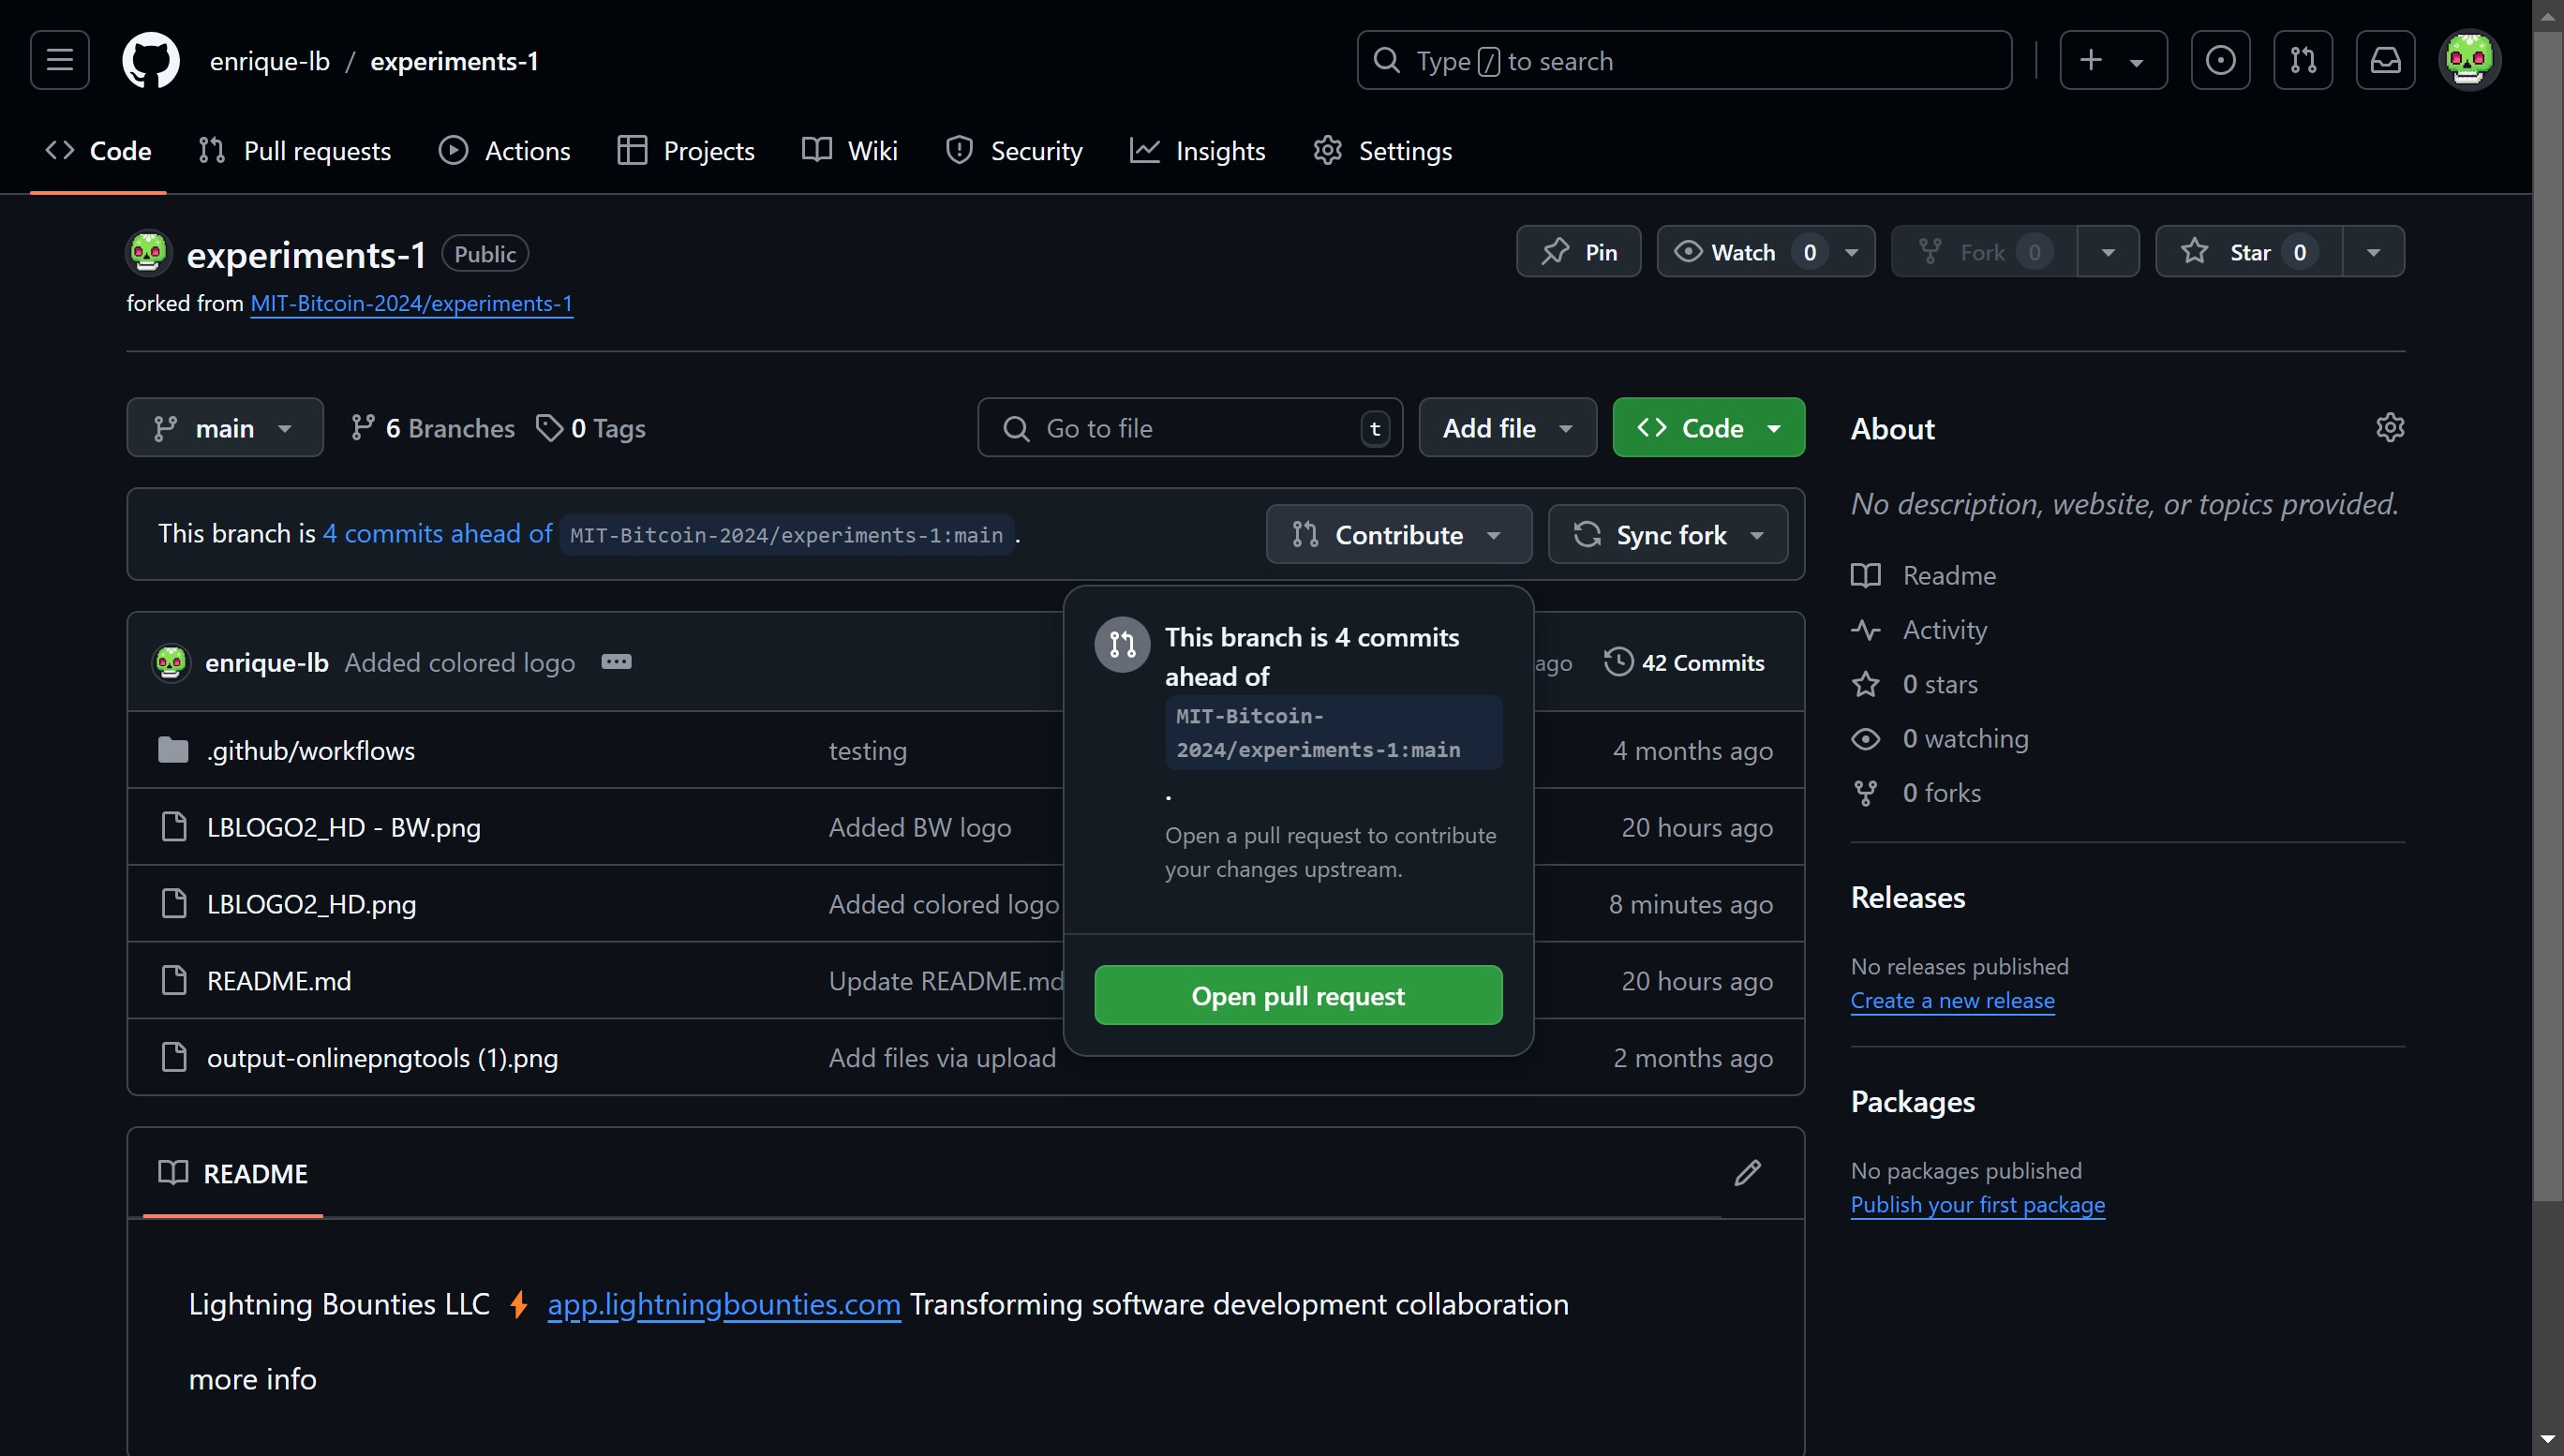 enrique-lb / experiments-1
Type / to search
Code
Pull requests
Actions
Projects
Wiki
Security
Insights
Settings
experiments-1 Public
forked from MIT-Bitcoin-2024/experiments-1
Pin
Watch 0
Fork 0
Star 0
main
6 Branches
0 Tags
Go to file t
Add file
Code
This branch is 4 commits ahead of MIT-Bitcoin-2024/experiments-1:main .
Contribute
Sync fork
This branch is 4 commits
ahead of
MIT-Bitcoin-
2024/experiments-1:main
.
Open a pull request to contribute
your changes upstream.
Open pull request
enrique-lb Added colored logo
ago
42 Commits
.github/workflows testing 4 months ago
LBLOGO2_HD - BW.png Added BW logo 20 hours ago
LBLOGO2_HD.png Added colored logo 8 minutes ago
README.md Update README.md 20 hours ago
output-onlinepngtools (1).png Add files via upload 2 months ago
README
Lightning Bounties LLC ⚡ app.lightningbounties.com Transforming software development collaboration
more info
About
No description, website, or topics provided.
Readme
Activity
0 stars
0 watching
0 forks
Releases
No releases published
Create a new release
Packages
No packages published
Publish your first package